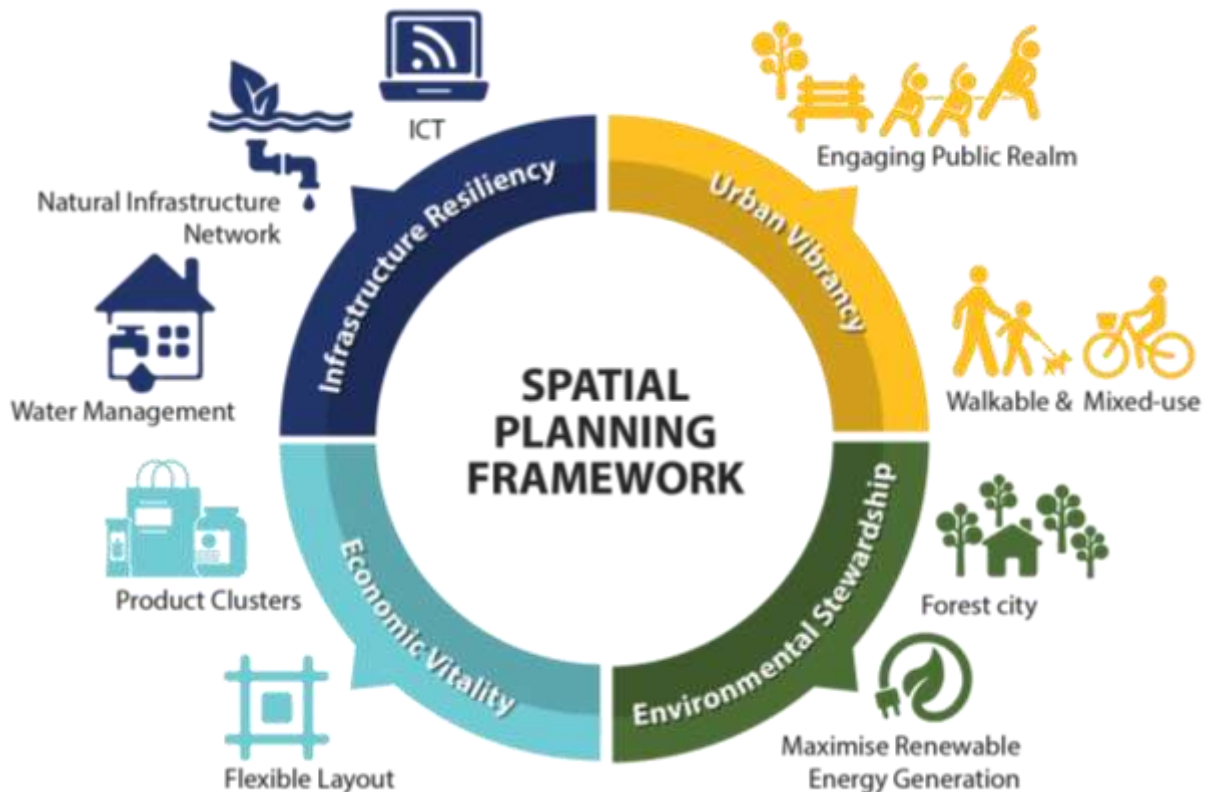 ICT
Natural Infrastructure
Network
Water Management
Infrastructure Resiliency
Urban Vibrancy
Engaging Public Realm
Walkable & Mixed-use
SPATIAL
PLANNING
FRAMEWORK
Product Clusters
Flexible Layout
Economic Vitality
Environmental Stewardship
Forest city
Maximise Renewable
Energy Generation